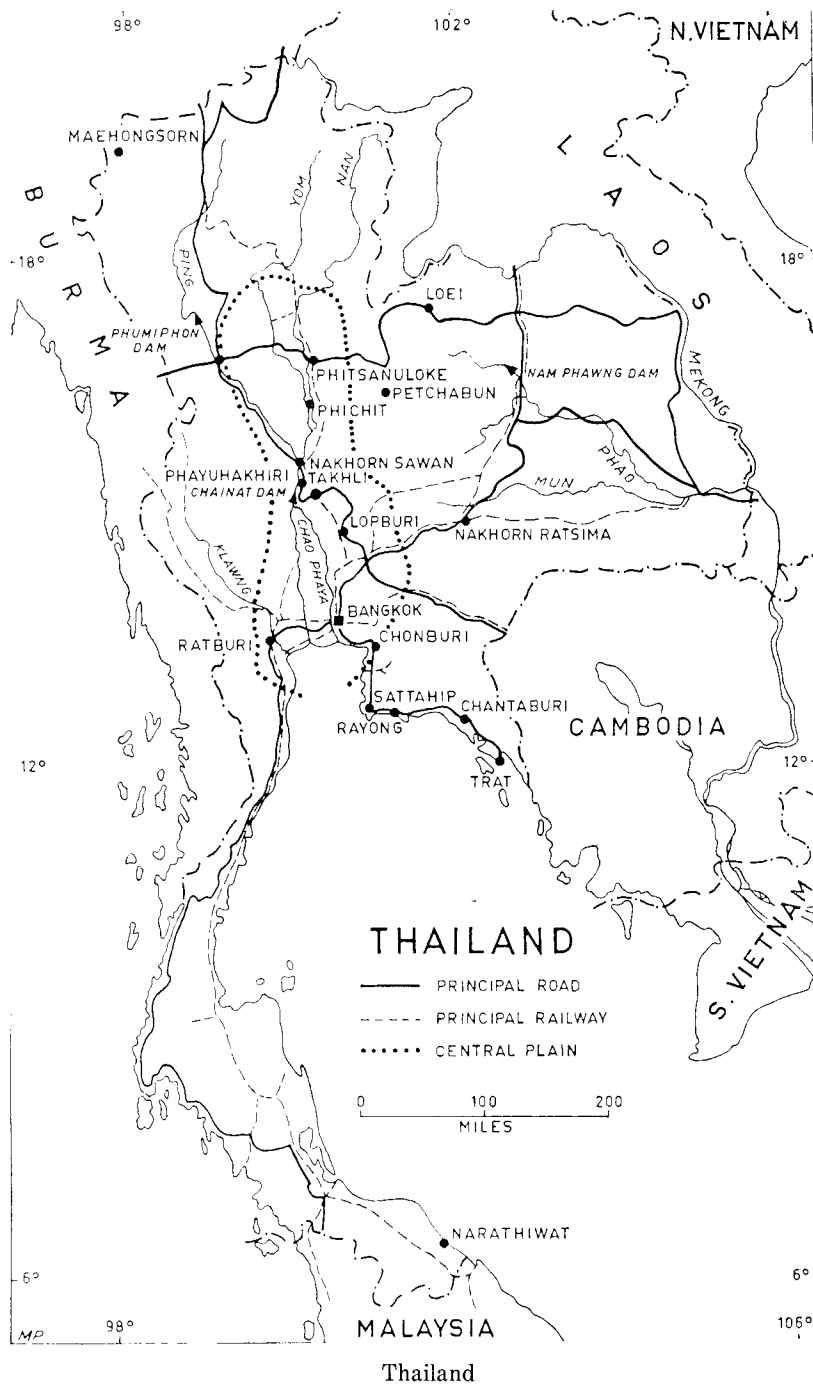 98°
102°
N. VIETNAM
MAEHONGSORN
BURMA
LAOS
YOM
NAN
PING
18°
18°
LOEI
PHUMIPHON
DAM
MEKONG
PHITSANULOKE
NAM PHAWNG DAM
PETCHABUN
PHICHIT
PHAO
NAKHORN SAWAN
PHAYUHAKHIRI
TAKHLI
CHAINAT DAM
MUN
LOPBURI
NAKHORN RATSIMA
KLAWNG
CHAO PHAYA
BANGKOK
RATBURI
CHONBURI
SATTAHIP
CHANTABURI
RAYONG
CAMBODIA
12°
12°
TRAT
S. VIETNAM
THAILAND
PRINCIPAL ROAD
PRINCIPAL RAILWAY
CENTRAL PLAIN
0 100 200
MILES
NARATHIWAT
6°
6°
MP
98°
MALAYSIA
106°
Thailand